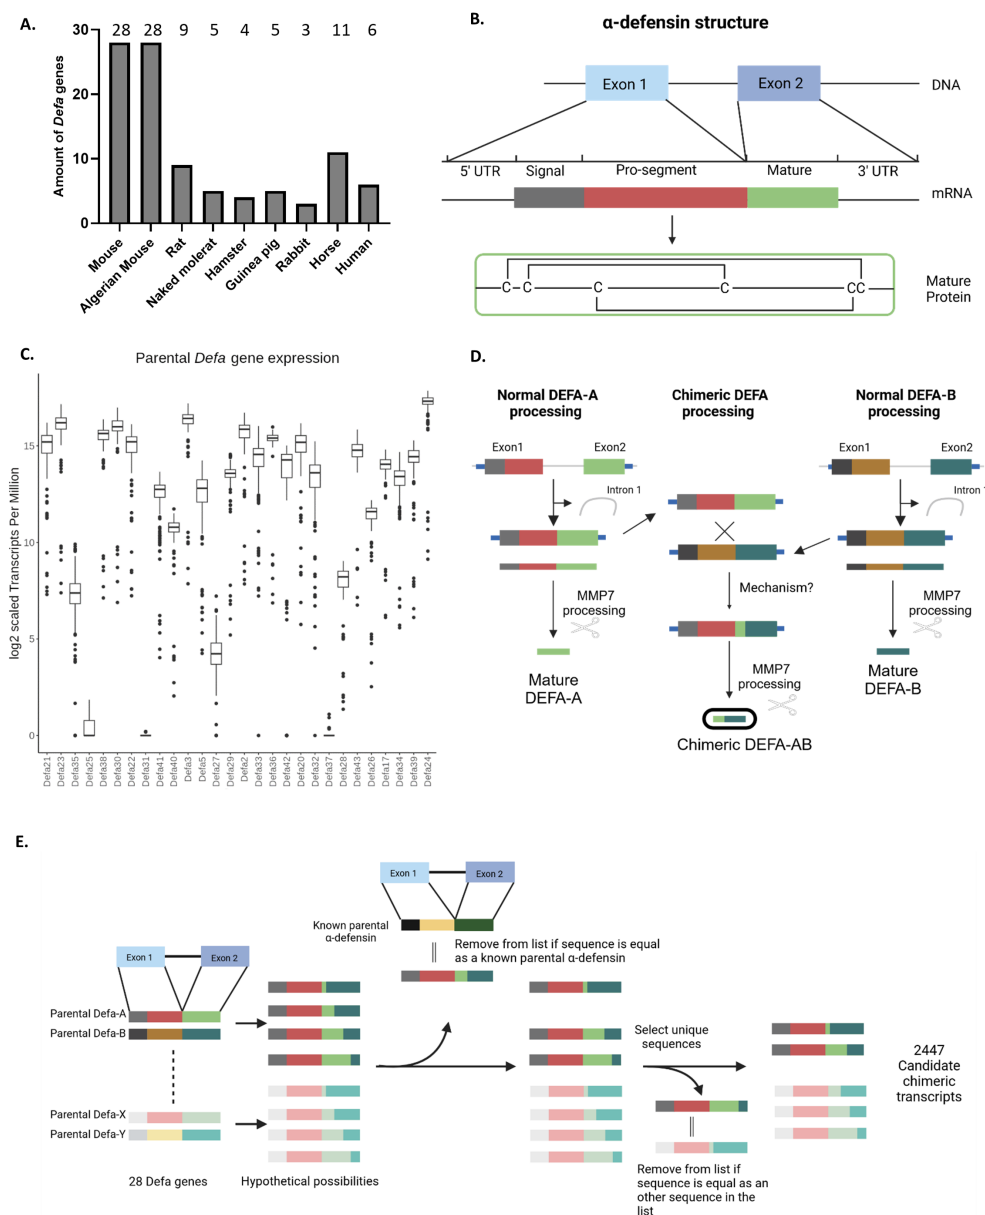 A.
28 28 9 5 4 5 3 11 6
30
20
10
0
Amount of Defa genes
Mouse
Algerian Mouse
Rat
Naked molerat
Hamster
Guinea pig
Rabbit
Horse
Human
B.
α-defensin structure
Exon 1
Exon 2
DNA
5' UTR
Signal
Pro-segment
Mature
3' UTR
mRNA
C C C C CC
Mature
Protein
C.
Parental Defa gene expression
log2 scaled Transcripts Per Million
15
10
5
0
Defa21
Defa23
Defa35
Defa25
Defa38
Defa30
Defa22
Defa31
Defa41
Defa40
Defa3
Defa5
Defa27
Defa29
Defa2
Defa33
Defa36
Defa42
Defa20
Defa32
Defa37
Defa28
Defa43
Defa26
Defa17
Defa34
Defa39
Defa24
D.
Normal DEFA-A
processing
Exon1
Exon2
Intron 1
MMP7
processing
Mature
DEFA-A
Chimeric DEFA
processing
Mechanism?
MMP7
processing
Chimeric DEFA-AB
Normal DEFA-B
processing
Exon1
Exon2
Intron 1
MMP7
processing
Mature
DEFA-B
E.
Exon 1
Exon 2
Known parental
α-defensin
Remove from list if sequence is equal
as a known parental α-defensin
Exon 1
Exon 2
Parental Defa-A
Parental Defa-B
Parental Defa-X
Parental Defa-Y
28 Defa genes
Hypothetical possibilities
Select unique
sequences
Remove from list if
sequence is equal as an
other sequence in the
list
2447
Candidate
chimeric
transcripts